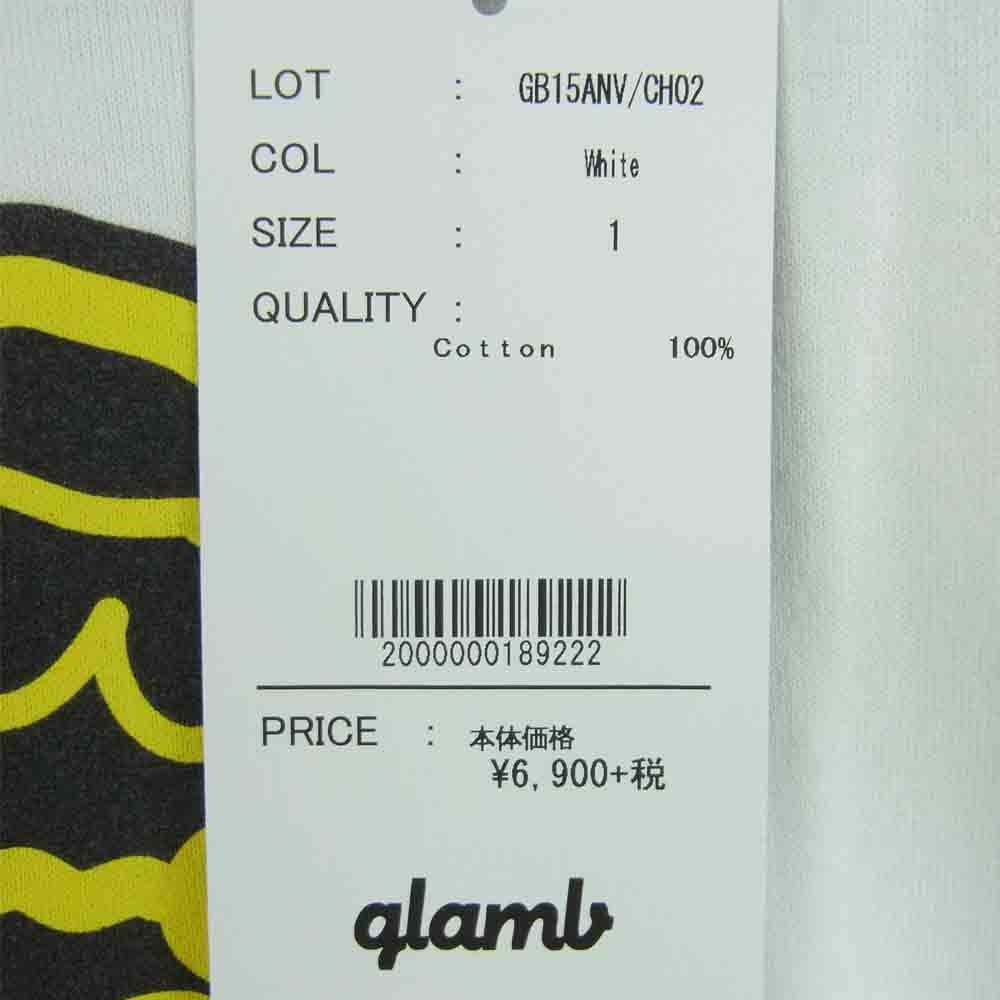 LOT : GB15ANV/CH02
COL : White
SIZE : 1
QUALITY :
Cotton 100%
2000000189222
PRICE : 本体価格
¥6,900+税
glamb